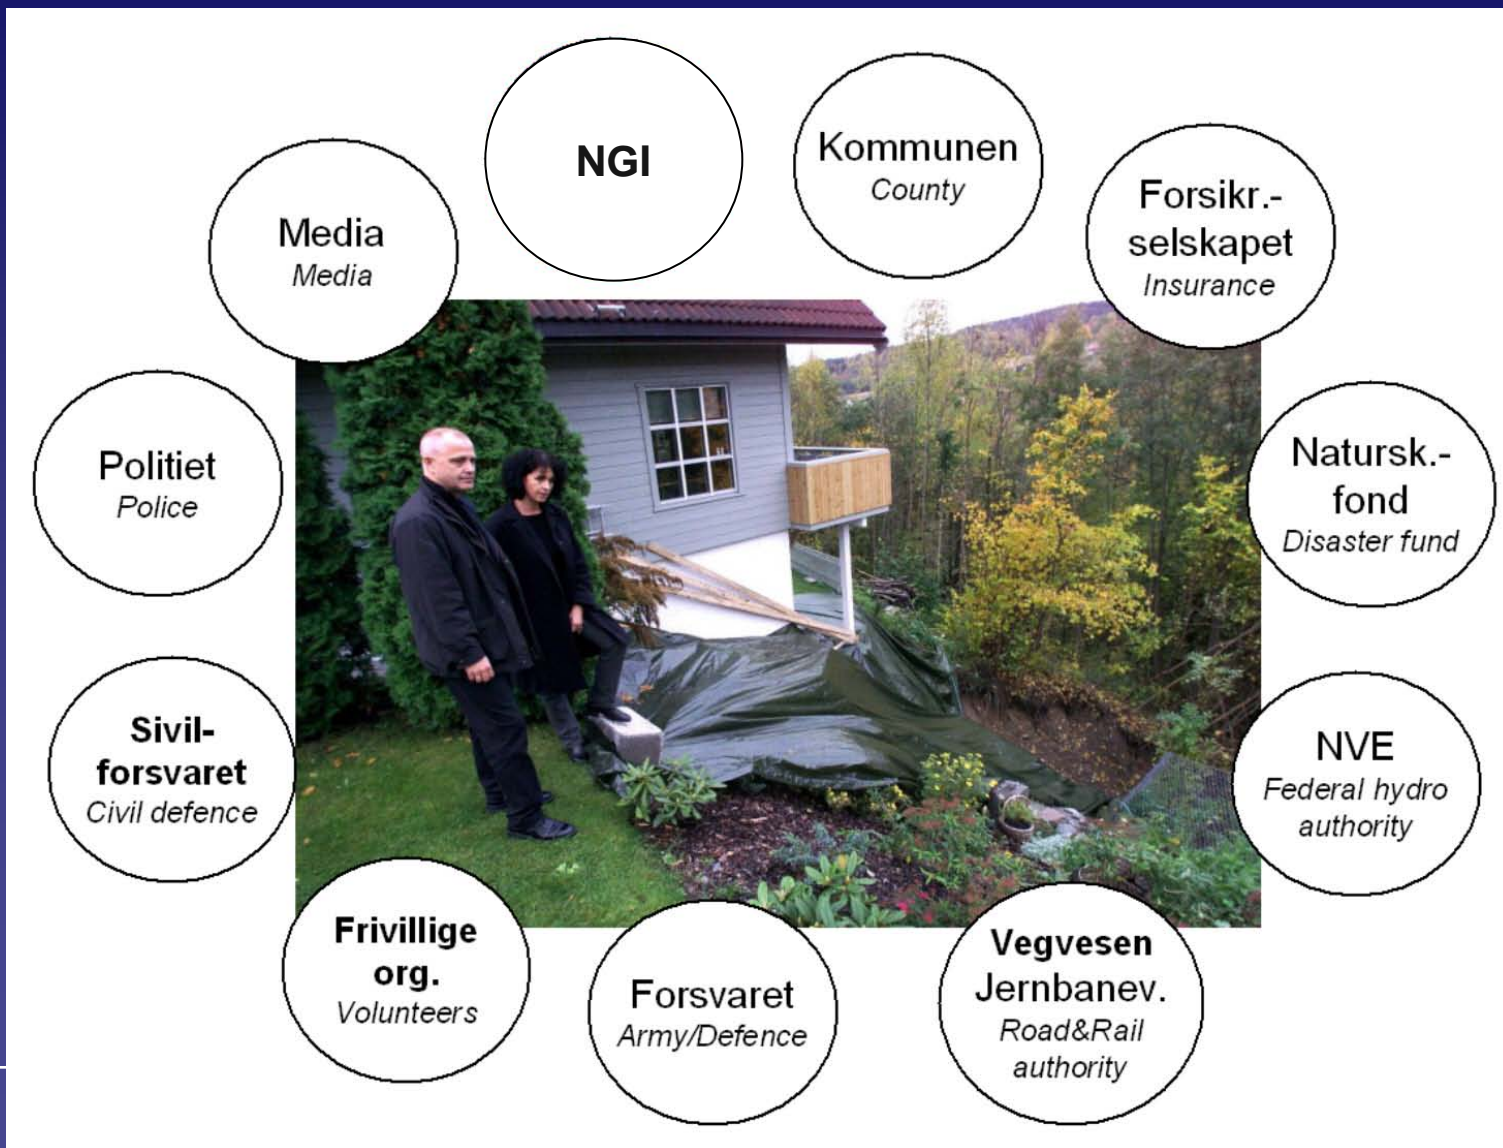 NGI
Kommunen
County
Forsikr.-
selskapet
Insurance
Natursk.-
fond
Disaster fund
NVE
Federal hydro
authority
Vegvesen
Jernbanev.
Road&Rail
authority
Forsvaret
Army/Defence
Frivillige
org.
Volunteers
Sivil-
forsvaret
Civil defence
Politiet
Police
Media
Media